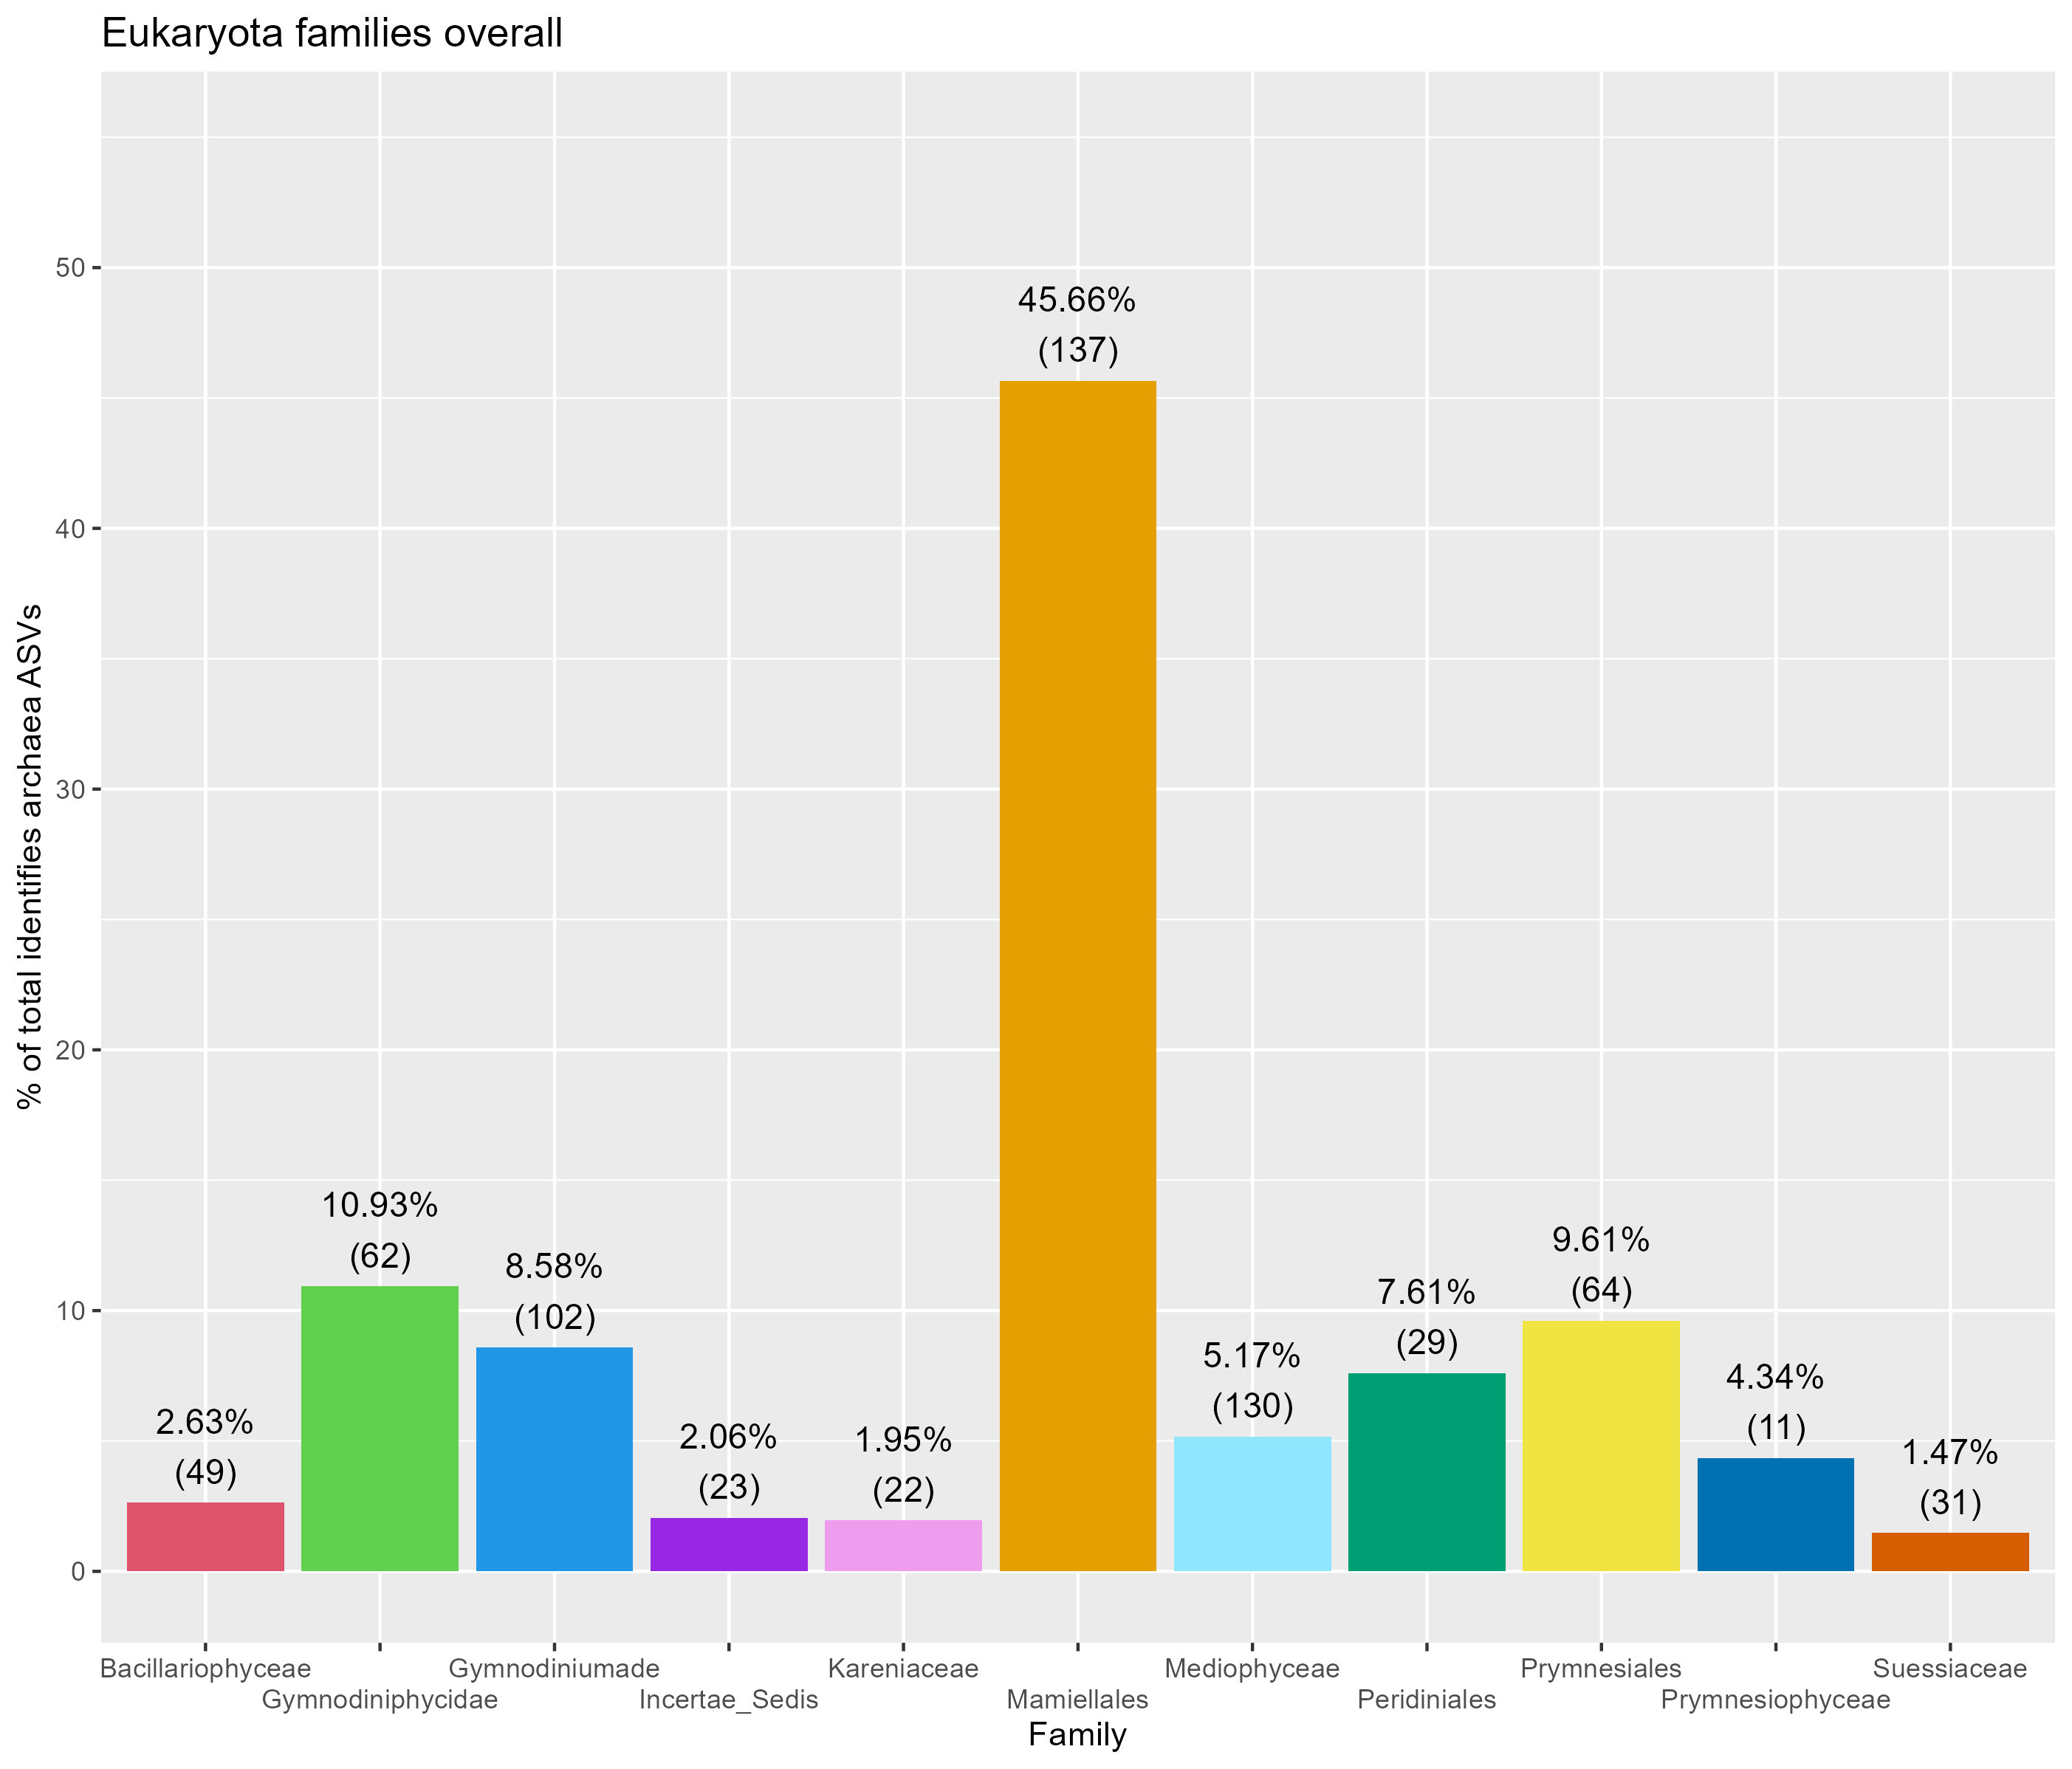 Eukaryota families overall
% of total identifies archaea ASVs
50
40
30
20
10
0
2.63%
(49)
10.93%
(62)
8.58%
(102)
2.06%
(23)
1.95%
(22)
45.66%
(137)
5.17%
(130)
7.61%
(29)
9.61%
(64)
4.34%
(11)
1.47%
(31)
Bacillariophyceae
Gymnodiniphycidae
Gymnodiniumade
Incertae_Sedis
Kareniaceae
Mamiellales
Mediophyceae
Peridiniales
Prymnesiales
Prymnesiophyceae
Suessiaceae
Family